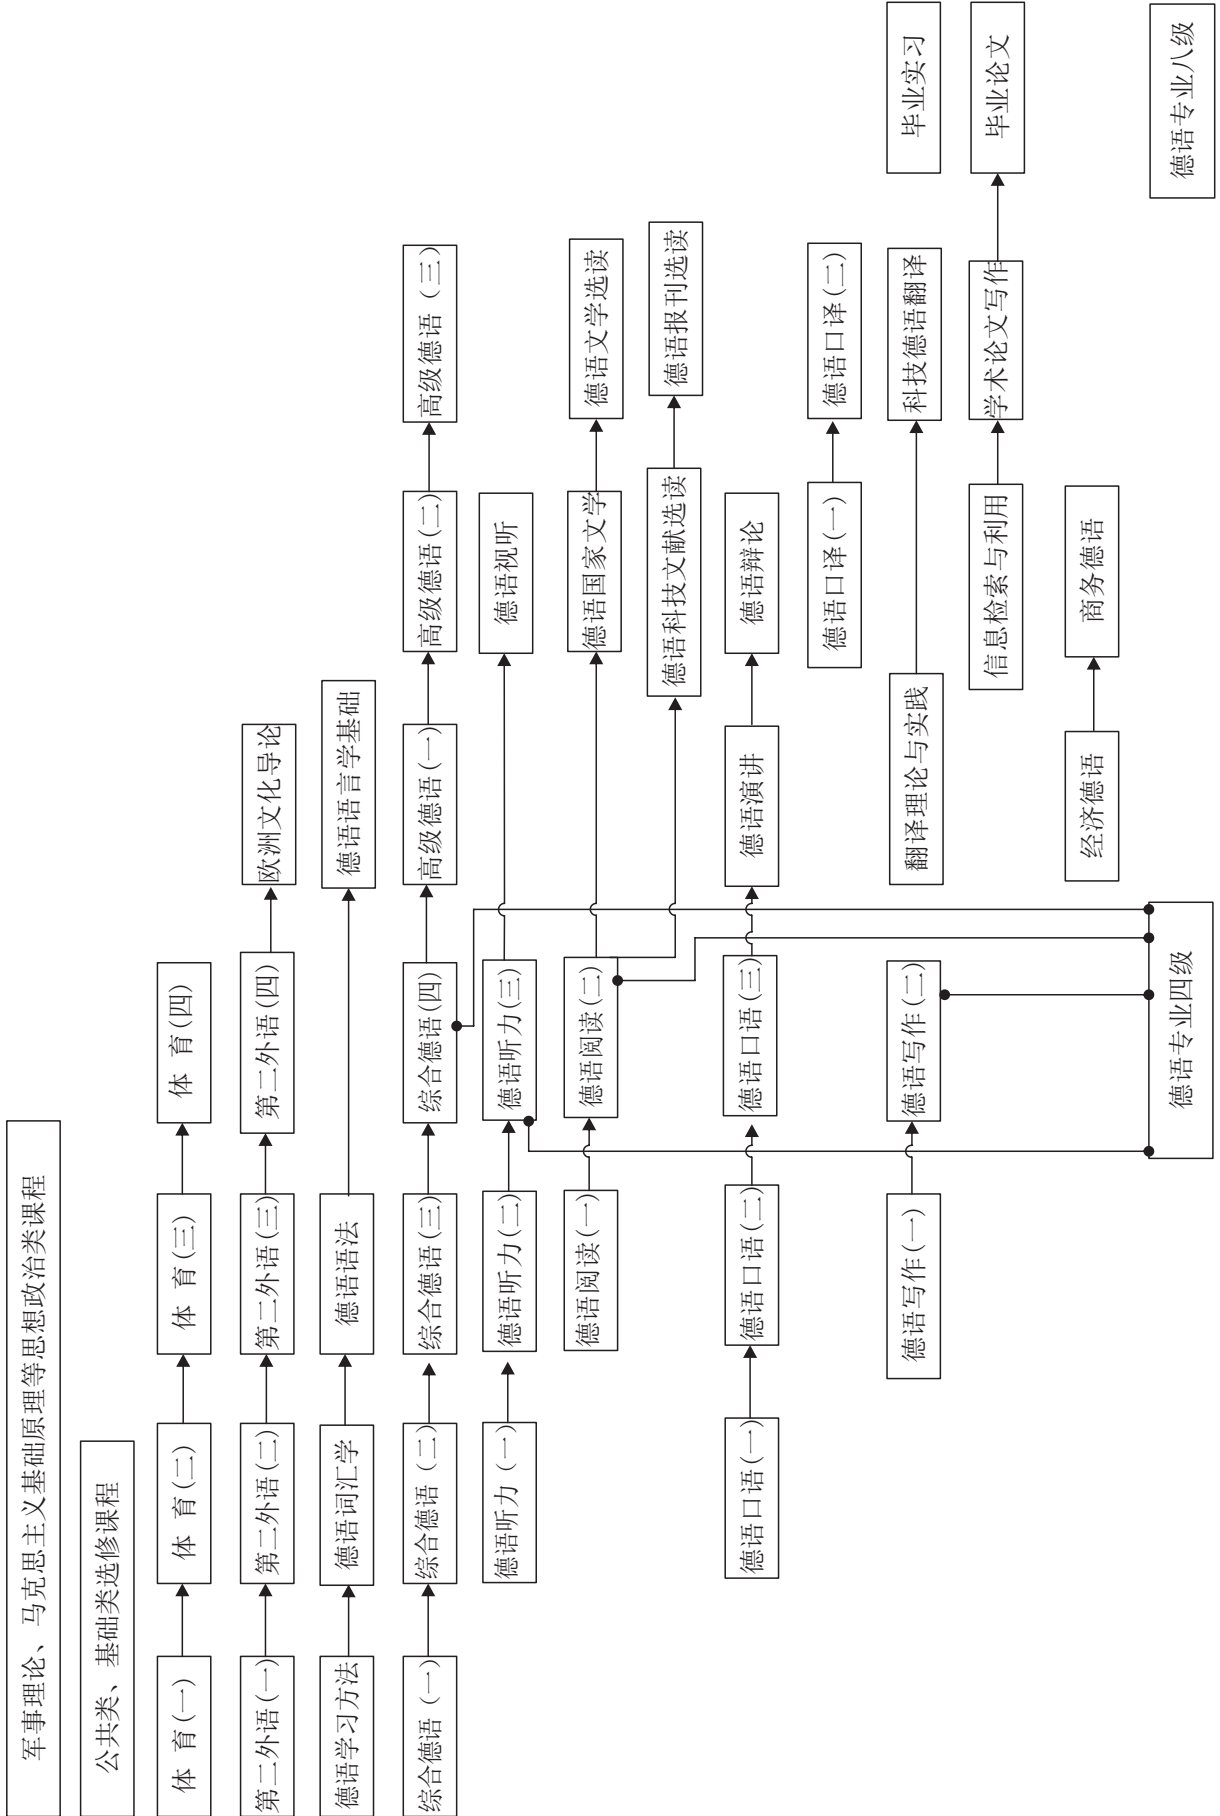 军事理论、马克思主义基础原理等思想政治类课程
公共类、基础类选修课程
体 育(一)
体 育(二)
体 育(三)
体 育(四)
第二外语(一)
第二外语(二)
第二外语(三)
第二外语(四)
欧洲文化导论
德语学习方法
德语词汇学
德语语法
德语语言学基础
综合德语 (一)
综合德语 (二)
综合德语(三)
综合德语(四)
高级德语(一)
高级德语(二)
高级德语 (三)
德语听力 (一)
德语听力(二)
德语听力(三)
德语视听
德语阅读(一)
德语阅读(二)
德语国家文学
德语文学选读
德语科技文献选读
德语报刊选读
德语口语(一)
德语口语(二)
德语口语(三)
德语演讲
德语辩论
德语口译(一)
德语口译(二)
德语写作(一)
德语写作(二)
翻译理论与实践
科技德语翻译
毕业实习
信息检索与利用
学术论文写作
毕业论文
经济德语
商务德语
德语专业四级
德语专业八级